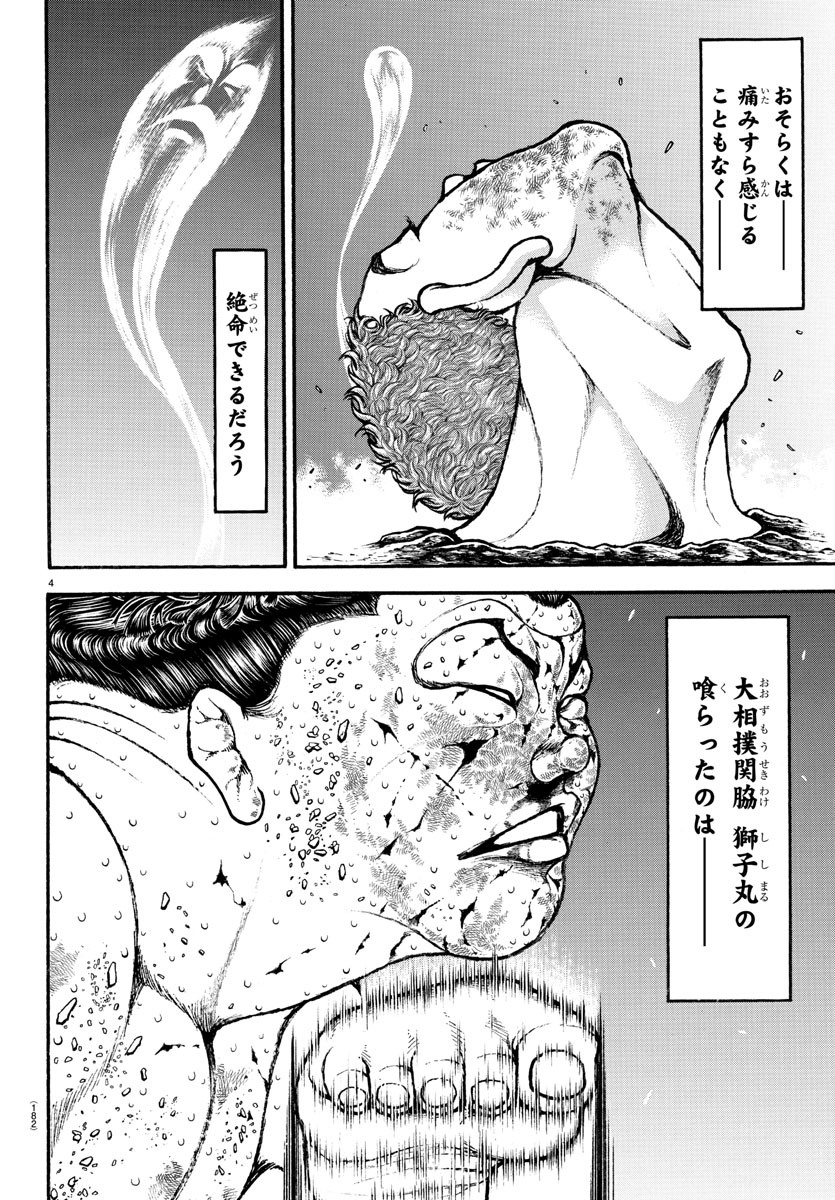 おそらくは
痛みすら感じる
こともなく――
絶命できるだろう
4
大相撲関脇 獅子丸の
喰らったのは――
(182)